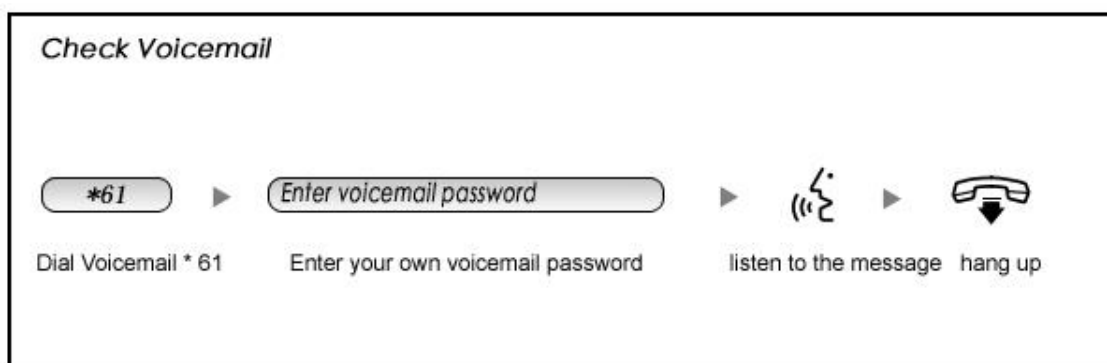 Check Voicemail
*61
Enter voicemail password
Dial Voicemail * 61
Enter your own voicemail password
listen to the message
hang up